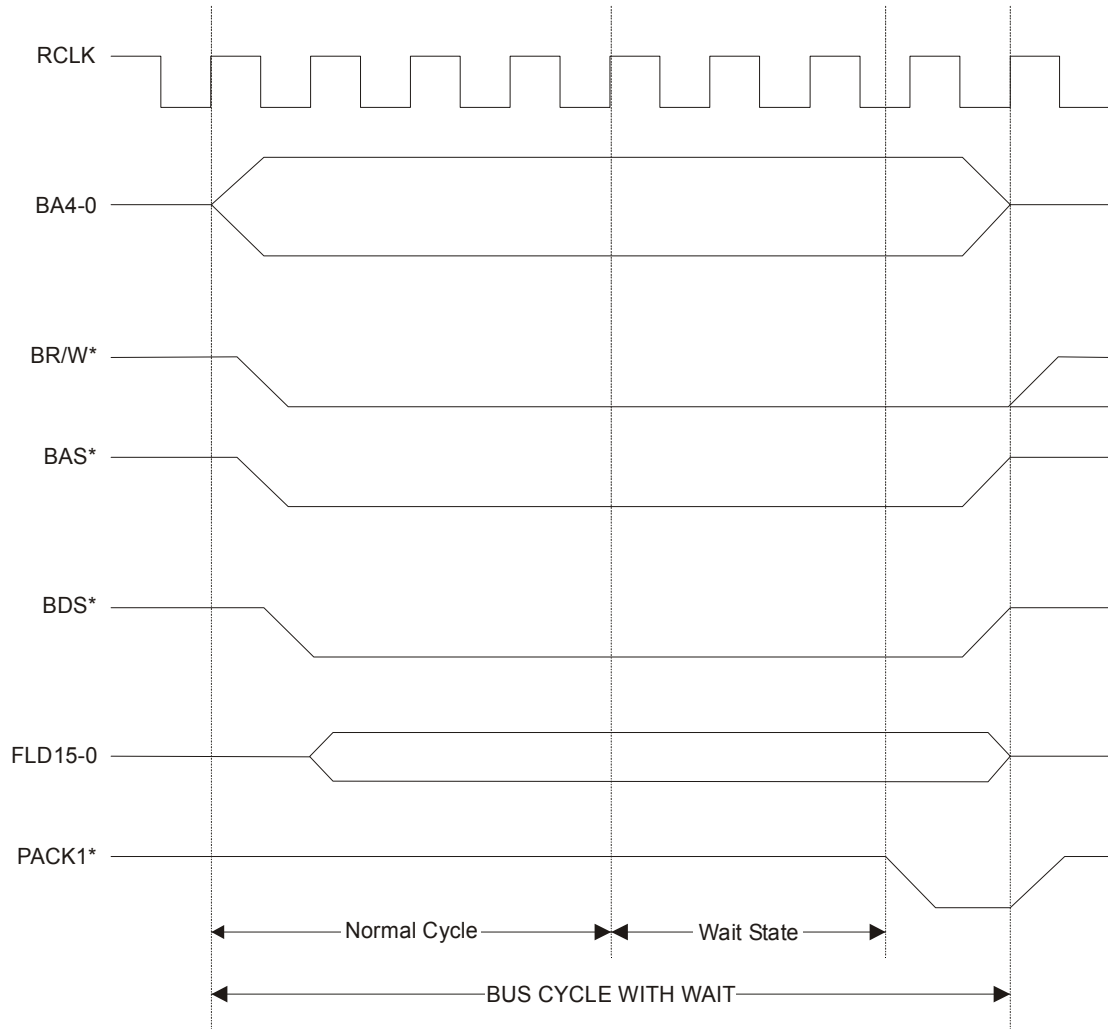 RCLK
BA4-0
BR/W*
BAS*
BDS*
FLD15-0
PACK1*
Normal Cycle
Wait State
BUS CYCLE WITH WAIT